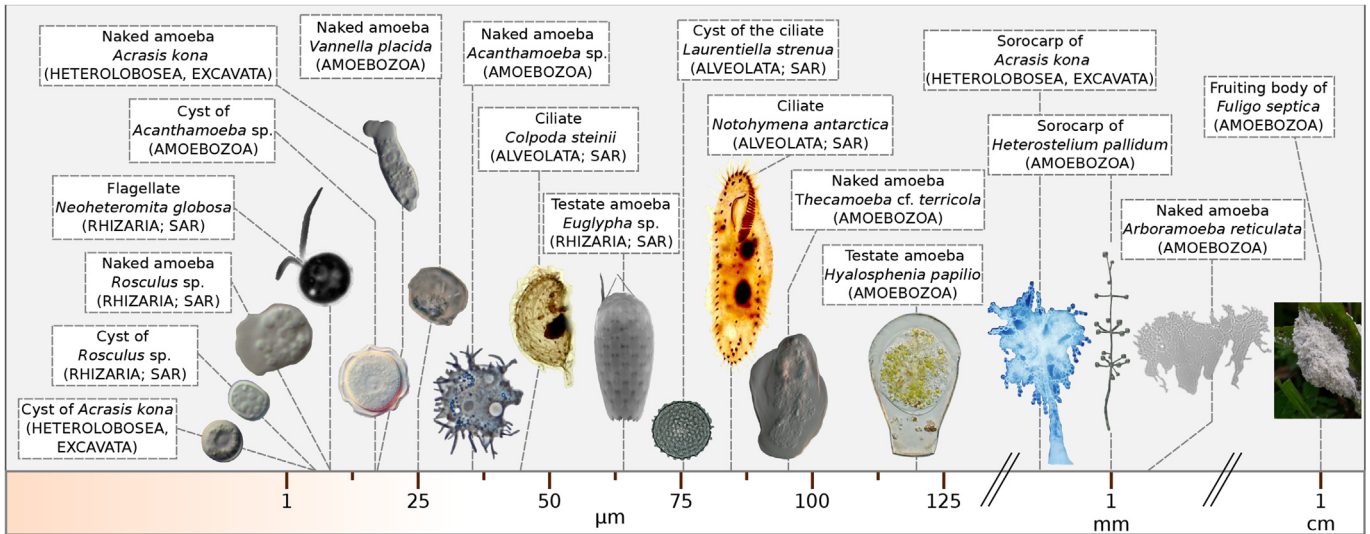 Naked amoeba
Acrasis kona
(HETEROLOBOSEA, EXCAVATA)
Cyst of
Acanthamoeba sp.
(AMOEBOZOA)
Flagellate
Neoheteromita globosa
(RHIZARIA; SAR)
Naked amoeba
Rosculus sp.
(RHIZARIA; SAR)
Cyst of
Rosculus sp.
(RHIZARIA; SAR)
Cyst of Acrasis kona
(HETEROLOBOSEA,
EXCAVATA)
Naked amoeba
Vannella placida
(AMOEBOZOA)
Naked amoeba
Acanthamoeba sp.
(AMOEBOZOA)
Ciliate
Colpoda steinii
(ALVEOLATA; SAR)
Testate amoeba
Euglypha sp.
(RHIZARIA; SAR)
Cyst of the ciliate
Laurentiella strenua
(ALVEOLATA; SAR)
Ciliate
Notohymena antarctica
(ALVEOLATA; SAR)
Naked amoeba
Thecamoeba cf. terricola
(AMOEBOZOA)
Testate amoeba
Hyalosphenia papilio
(AMOEBOZOA)
Sorocarp of
Acrasis kona
(HETEROLOBOSEA, EXCAVATA)
Sorocarp of
Heterostelium pallidum
(AMOEBOZOA)
Naked amoeba
Arboramoeba reticulata
(AMOEBOZOA)
Fruiting body of
Fuligo septica
(AMOEBOZOA)
1 25 50 75 100 125 1 1
µm mm cm